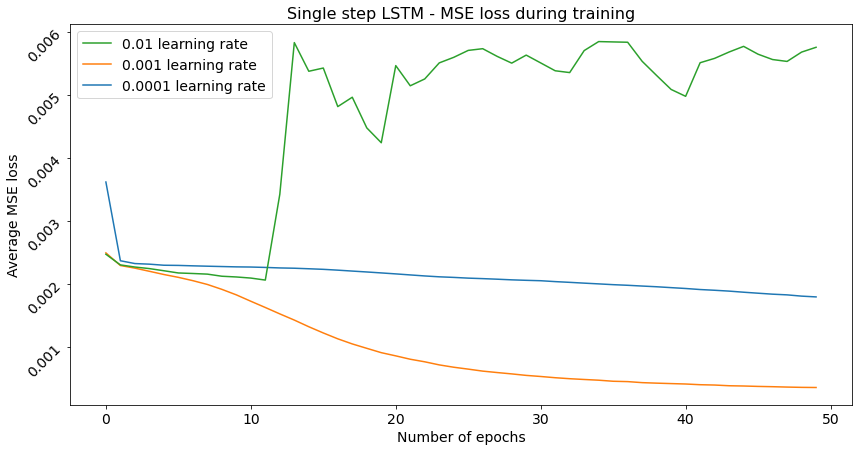 Single step LSTM - MSE loss during training
0.01 learning rate
0.001 learning rate
0.0001 learning rate
Average MSE loss
0.006
0.005
0.004
0.003
0.002
0.001
0 10 20 30 40 50
Number of epochs